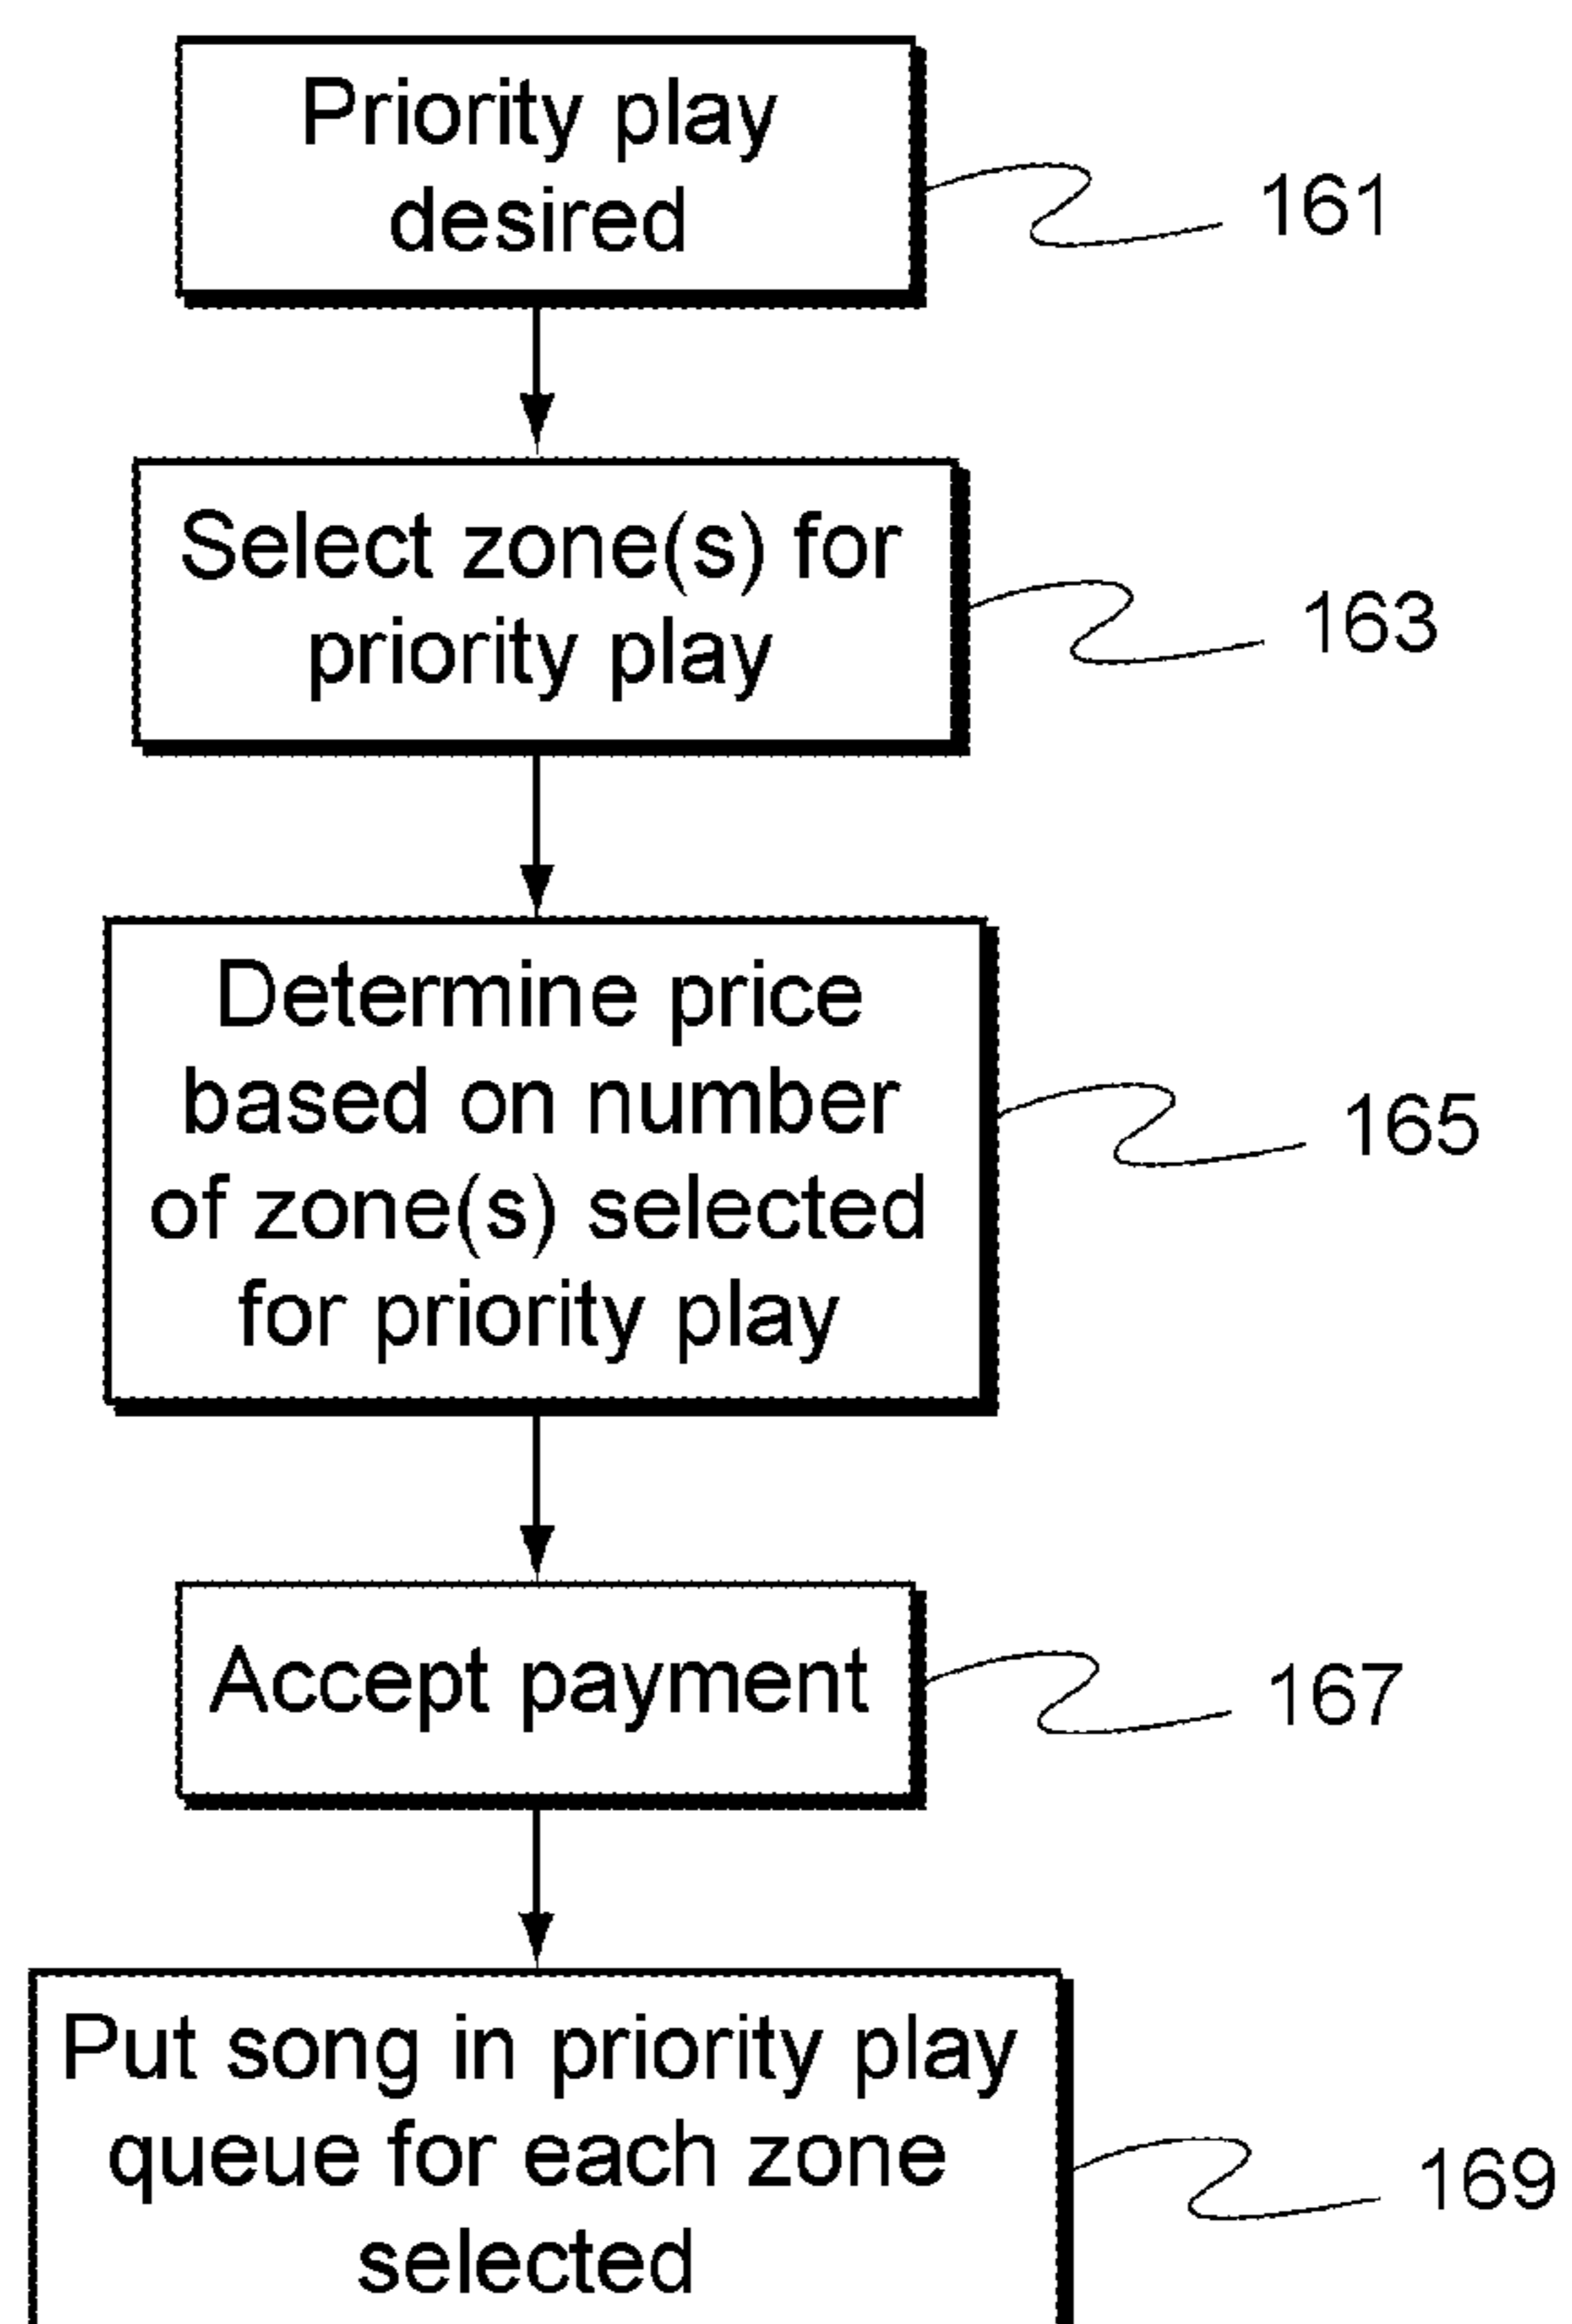 Priority play
desired
161
Select zone(s) for
priority play
163
Determine price
based on number
of zone(s) selected
for priority play
165
Accept payment
167
Put song in priority play
queue for each zone
selected
169